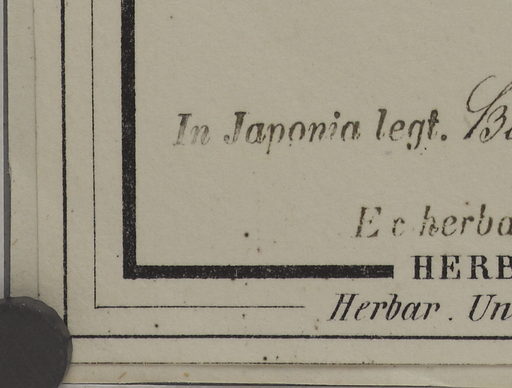 In Japonia legt. B
E c herba
HERB
Herbar. Un